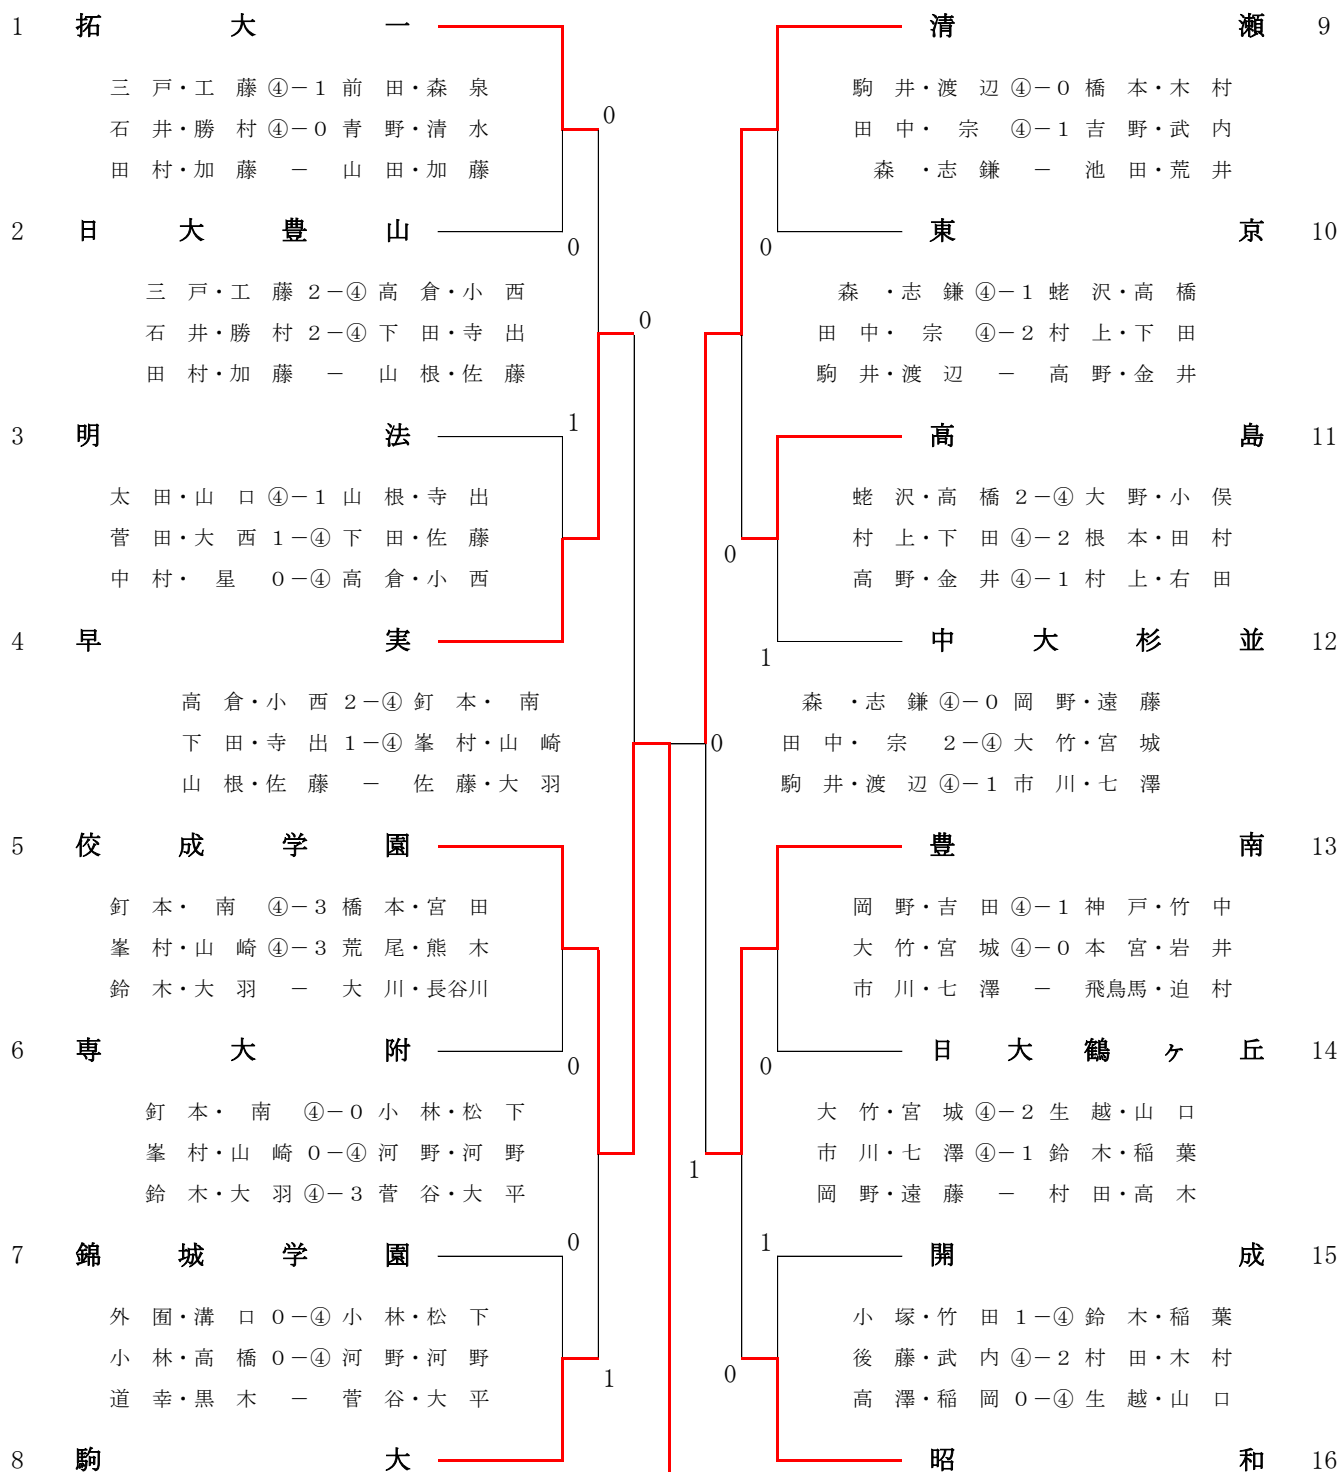 1 拓大一
三戸・工藤 ④－1 前田・森泉
石井・勝村 ④－0 青野・清水
田村・加藤 － 山田・加藤
0
2 日大豊山
0
三戸・工藤 2－④ 高倉・小西
石井・勝村 2－④ 下田・寺出
田村・加藤 － 山根・佐藤
0
3 明法
1
太田・山口 ④－1 山根・寺出
菅田・大西 1－④ 下田・佐藤
中村・星 0－④ 高倉・小西
4 早実
高倉・小西 2－④ 釘本・南
下田・寺出 1－④ 峯村・山崎
山根・佐藤 － 佐藤・大羽
0
5 佼成学園
釘本・南 ④－3 橋本・宮田
峯村・山崎 ④－3 荒尾・熊木
鈴木・大羽 － 大川・長谷川
6 専大附
0
釘本・南 ④－0 小林・松下
峯村・山崎 0－④ 河野・河野
鈴木・大羽 ④－3 菅谷・大平
7 錦城学園
0
外囿・溝口 0－④ 小林・松下
小林・高橋 0－④ 河野・河野
道幸・黒木 － 菅谷・大平
1
8 駒大
清瀬 9
駒井・渡辺 ④－0 橋本・木村
田中・宗 ④－1 吉野・武内
森・志鎌 － 池田・荒井
東京 10
0
森・志鎌 ④－1 蛯沢・高橋
田中・宗 ④－2 村上・下田
駒井・渡辺 － 高野・金井
高島 11
蛯沢・高橋 2－④ 大野・小俣
村上・下田 ④－2 根本・田村
高野・金井 ④－1 村上・右田
0
中大杉並 12
1
森・志鎌 ④－0 岡野・遠藤
田中・宗 2－④ 大竹・宮城
駒井・渡辺 ④－1 市川・七澤
豊南 13
岡野・吉田 ④－1 神戸・竹中
大竹・宮城 ④－0 本宮・岩井
市川・七澤 － 飛鳥馬・迫村
日大鶴ヶ丘 14
0
大竹・宮城 ④－2 生越・山口
市川・七澤 ④－1 鈴木・稲葉
岡野・遠藤 － 村田・高木
1
開成 15
1
小塚・竹田 1－④ 鈴木・稲葉
後藤・武内 ④－2 村田・木村
高澤・稲岡 0－④ 生越・山口
0
昭和 16